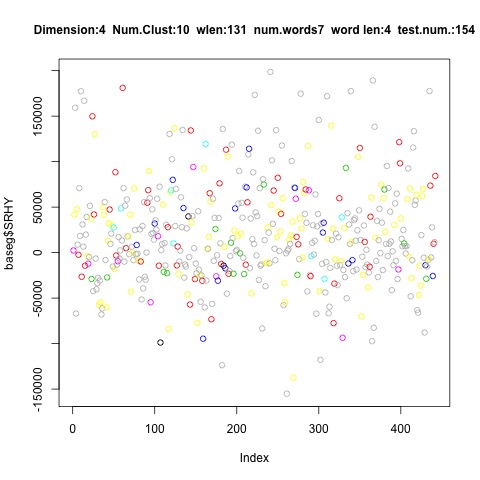 Dimension:4 Num.Clust:10 wlen:131 num.words7 word len:4 test.num.:154
150000
50000
0
-50000
-150000
baseg$SRHY
0 100 200 300 400
Index